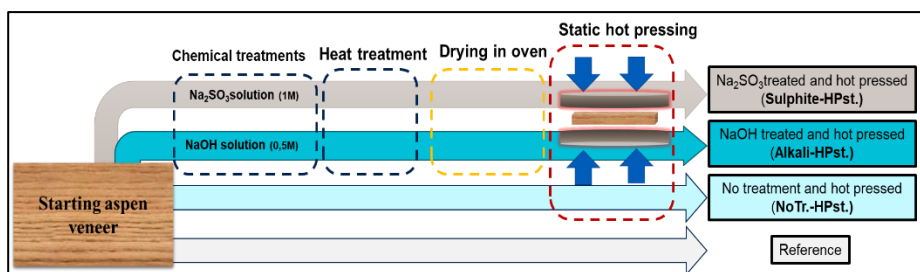 Static hot pressing
Chemical treatments
Heat treatment
Drying in oven
Na₂SO₃solution (1M)
Na₂SO₃treated and hot pressed
(Sulphite-HPst.)
NaOH solution (0,5M)
NaOH treated and hot pressed
(Alkali-HPst.)
Starting aspen
veneer
No treatment and hot pressed
(NoTr.-HPst.)
Reference